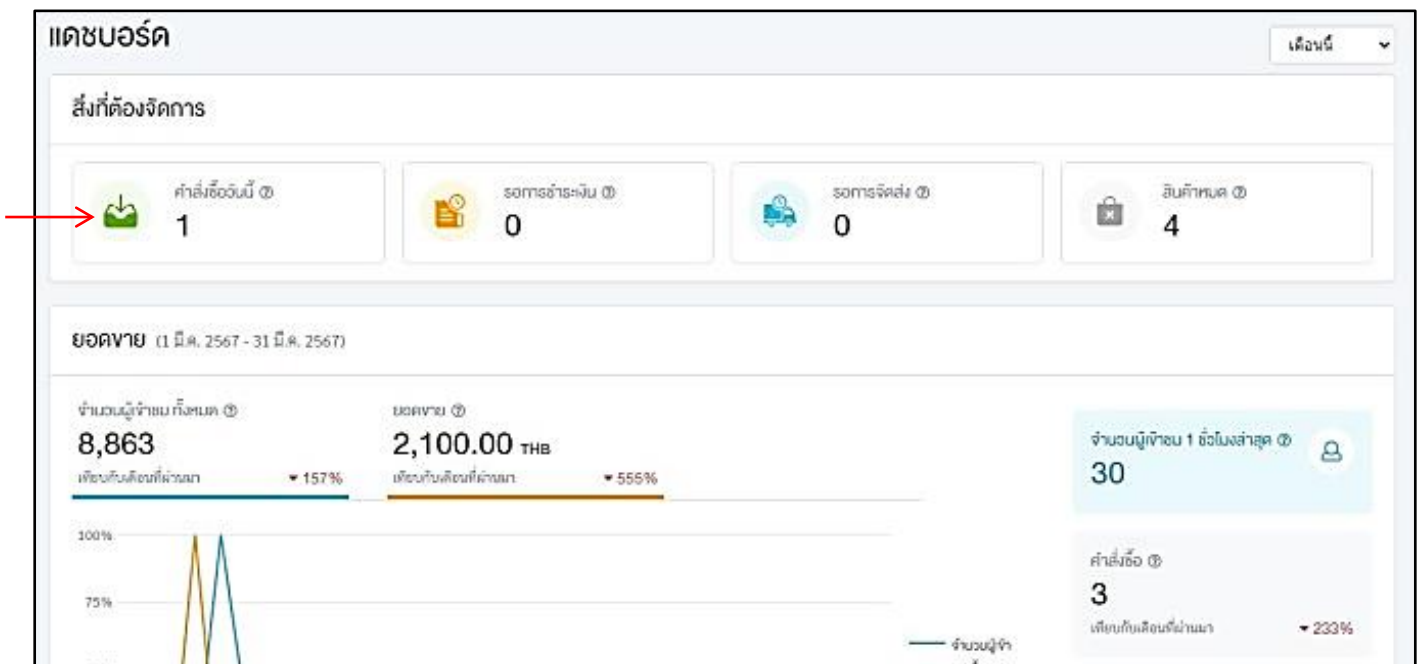 แดชบอร์ด
เดือนนี้
สิ่งที่ต้องจัดการ
คำสั่งซื้อวันนี้
1
รอการชำระเงิน
0
รอการจัดส่ง
0
สินค้าหมด
4
ยอดขาย (1 มี.ค. 2567 - 31 มี.ค. 2567)
จำนวนผู้เข้าชม ทั้งหมด
8,863
เทียบกับเดือนที่ผ่านมา 157%
ยอดขาย
2,100.00 THB
เทียบกับเดือนที่ผ่านมา 555%
จำนวนผู้เข้าชม 1 ชั่วโมงล่าสุด
30
100%
75%
จำนวนผู้เข้า
คำสั่งซื้อ
3
เทียบกับเดือนที่ผ่านมา 233%